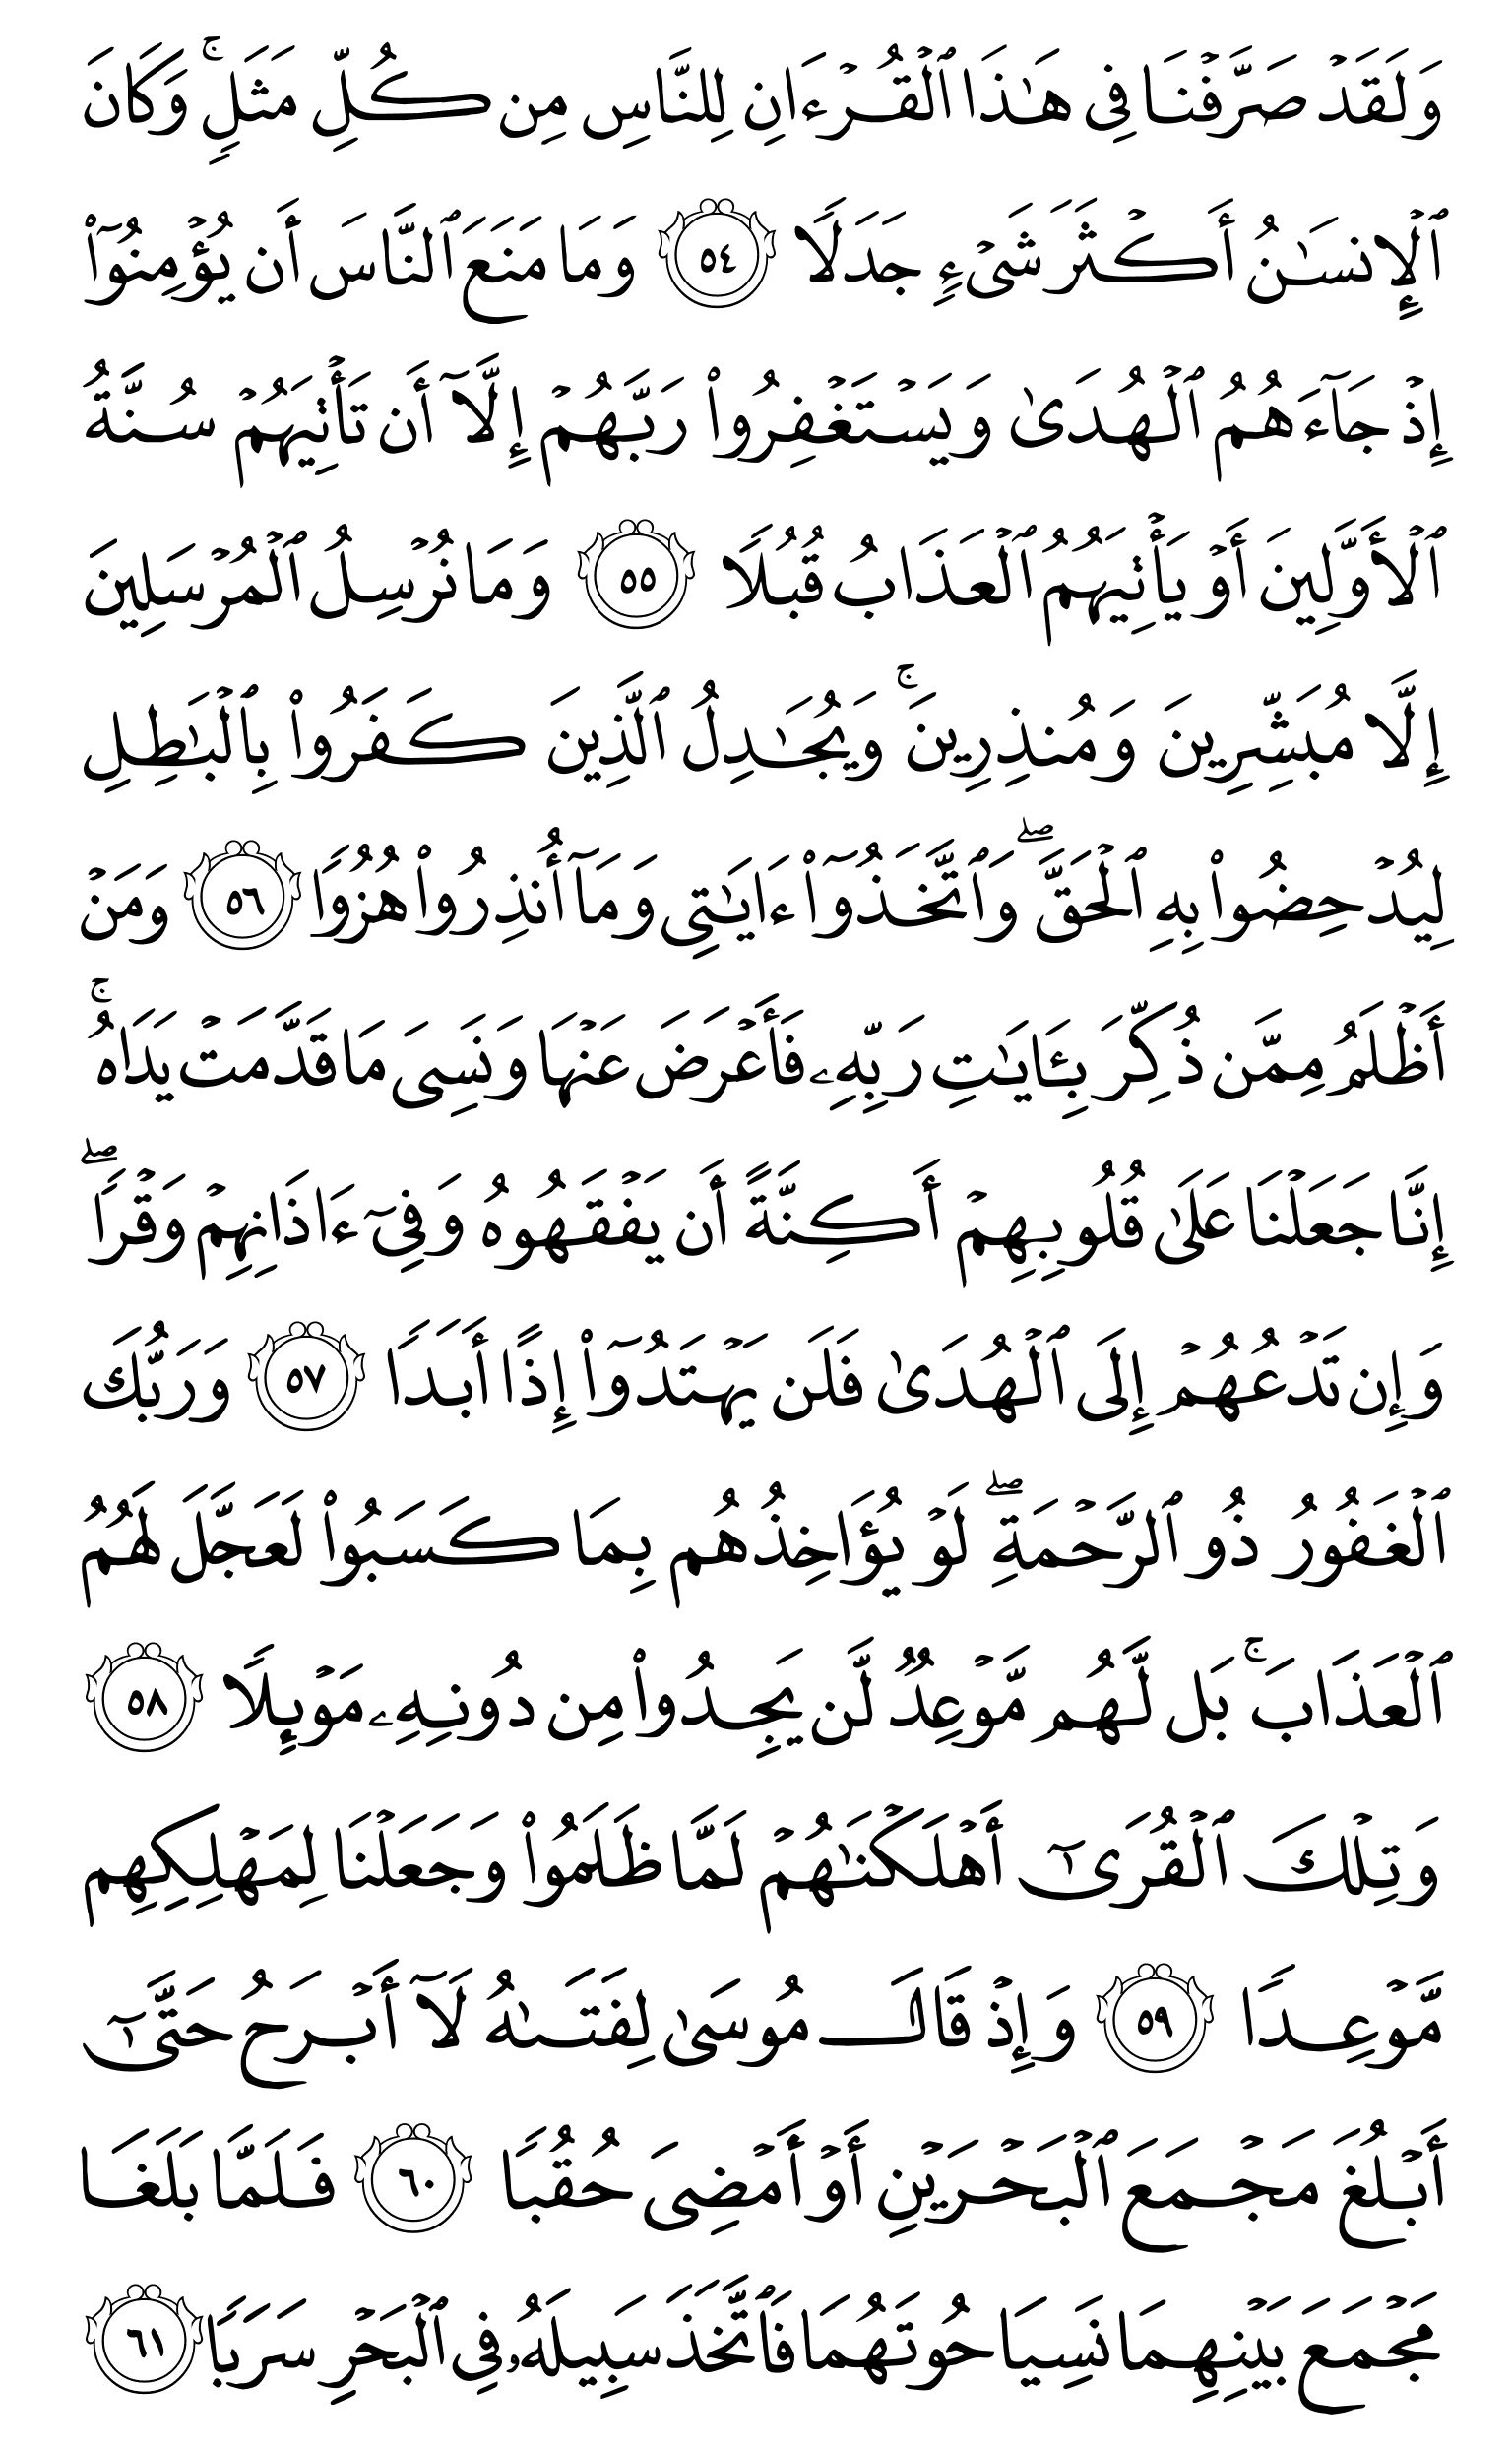 وَلَقَدۡ صَرَّفۡنَا فِي هَٰذَا ٱلۡقُرۡءَانِ لِلنَّاسِ مِن كُلِّ مَثَلٖۚ وَكَانَ
ٱلۡإِنسَٰنُ أَكۡثَرَ شَيۡءٖ جَدَلٗا ٥٤ وَمَا مَنَعَ ٱلنَّاسَ أَن يُؤۡمِنُوٓاْ
إِذۡ جَآءَهُمُ ٱلۡهُدَىٰ وَيَسۡتَغۡفِرُواْ رَبَّهُمۡ إِلَّآ أَن تَأۡتِيَهُمۡ سُنَّةُ
ٱلۡأَوَّلِينَ أَوۡ يَأۡتِيَهُمُ ٱلۡعَذَابُ قُبُلٗا ٥٥ وَمَا نُرۡسِلُ ٱلۡمُرۡسَلِينَ
إِلَّا مُبَشِّرِينَ وَمُنذِرِينَۚ وَيُجَٰدِلُ ٱلَّذِينَ كَفَرُواْ بِٱلۡبَٰطِلِ
لِيُدۡحِضُواْ بِهِ ٱلۡحَقَّۖ وَٱتَّخَذُوٓاْ ءَايَٰتِي وَمَآ أُنذِرُواْ هُزُوٗا ٥٦ وَمَنۡ
أَظۡلَمُ مِمَّن ذُكِّرَ بِـَٔايَٰتِ رَبِّهِۦ فَأَعۡرَضَ عَنۡهَا وَنَسِيَ مَا قَدَّمَتۡ يَدَاهُۚ
إِنَّا جَعَلۡنَا عَلَىٰ قُلُوبِهِمۡ أَكِنَّةً أَن يَفۡقَهُوهُ وَفِيٓ ءَاذَانِهِمۡ وَقۡرٗاۖ
وَإِن تَدۡعُهُمۡ إِلَى ٱلۡهُدَىٰ فَلَن يَهۡتَدُوٓاْ إِذًا أَبَدٗا ٥٧ وَرَبُّكَ
ٱلۡغَفُورُ ذُو ٱلرَّحۡمَةِۖ لَوۡ يُؤَاخِذُهُم بِمَا كَسَبُواْ لَعَجَّلَ لَهُمُ
ٱلۡعَذَابَۚ بَل لَّهُم مَّوۡعِدٞ لَّن يَجِدُواْ مِن دُونِهِۦ مَوۡئِلٗا ٥٨
وَتِلۡكَ ٱلۡقُرَىٰٓ أَهۡلَكۡنَٰهُمۡ لَمَّا ظَلَمُواْ وَجَعَلۡنَا لِمَهۡلِكِهِم
مَّوۡعِدٗا ٥٩ وَإِذۡ قَالَ مُوسَىٰ لِفَتَىٰهُ لَآ أَبۡرَحُ حَتَّىٰٓ
أَبۡلُغَ مَجۡمَعَ ٱلۡبَحۡرَيۡنِ أَوۡ أَمۡضِيَ حُقُبٗا ٦٠ فَلَمَّا بَلَغَا
مَجۡمَعَ بَيۡنِهِمَا نَسِيَا حُوتَهُمَا فَٱتَّخَذَ سَبِيلَهُۥ فِي ٱلۡبَحۡرِ سَرَبٗا ٦١